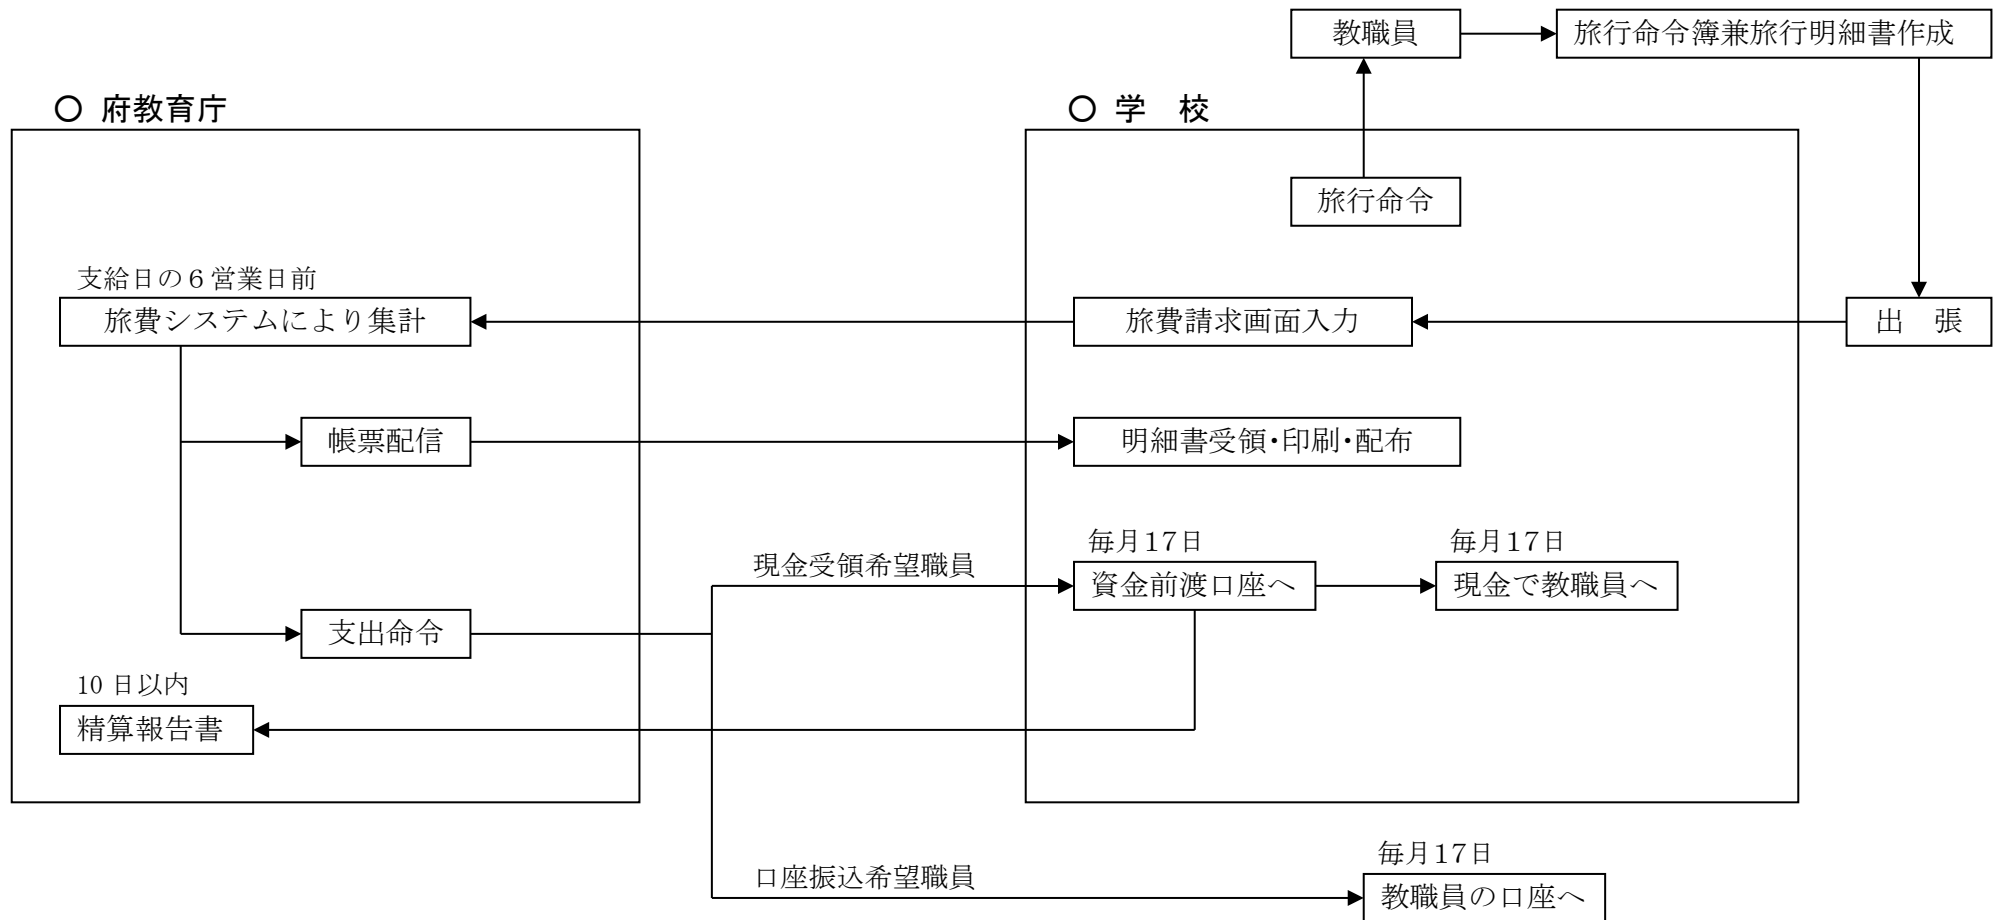 教職員
旅行命令簿兼旅行明細書作成
○ 府教育庁
○ 学　校
旅行命令
支給日の６営業日前
旅費システムにより集計
旅費請求画面入力
出　張
帳票配信
明細書受領・印刷・配布
毎月17日
毎月17日
現金受領希望職員
資金前渡口座へ
現金で教職員へ
支出命令
10 日以内
精算報告書
毎月17日
口座振込希望職員
教職員の口座へ